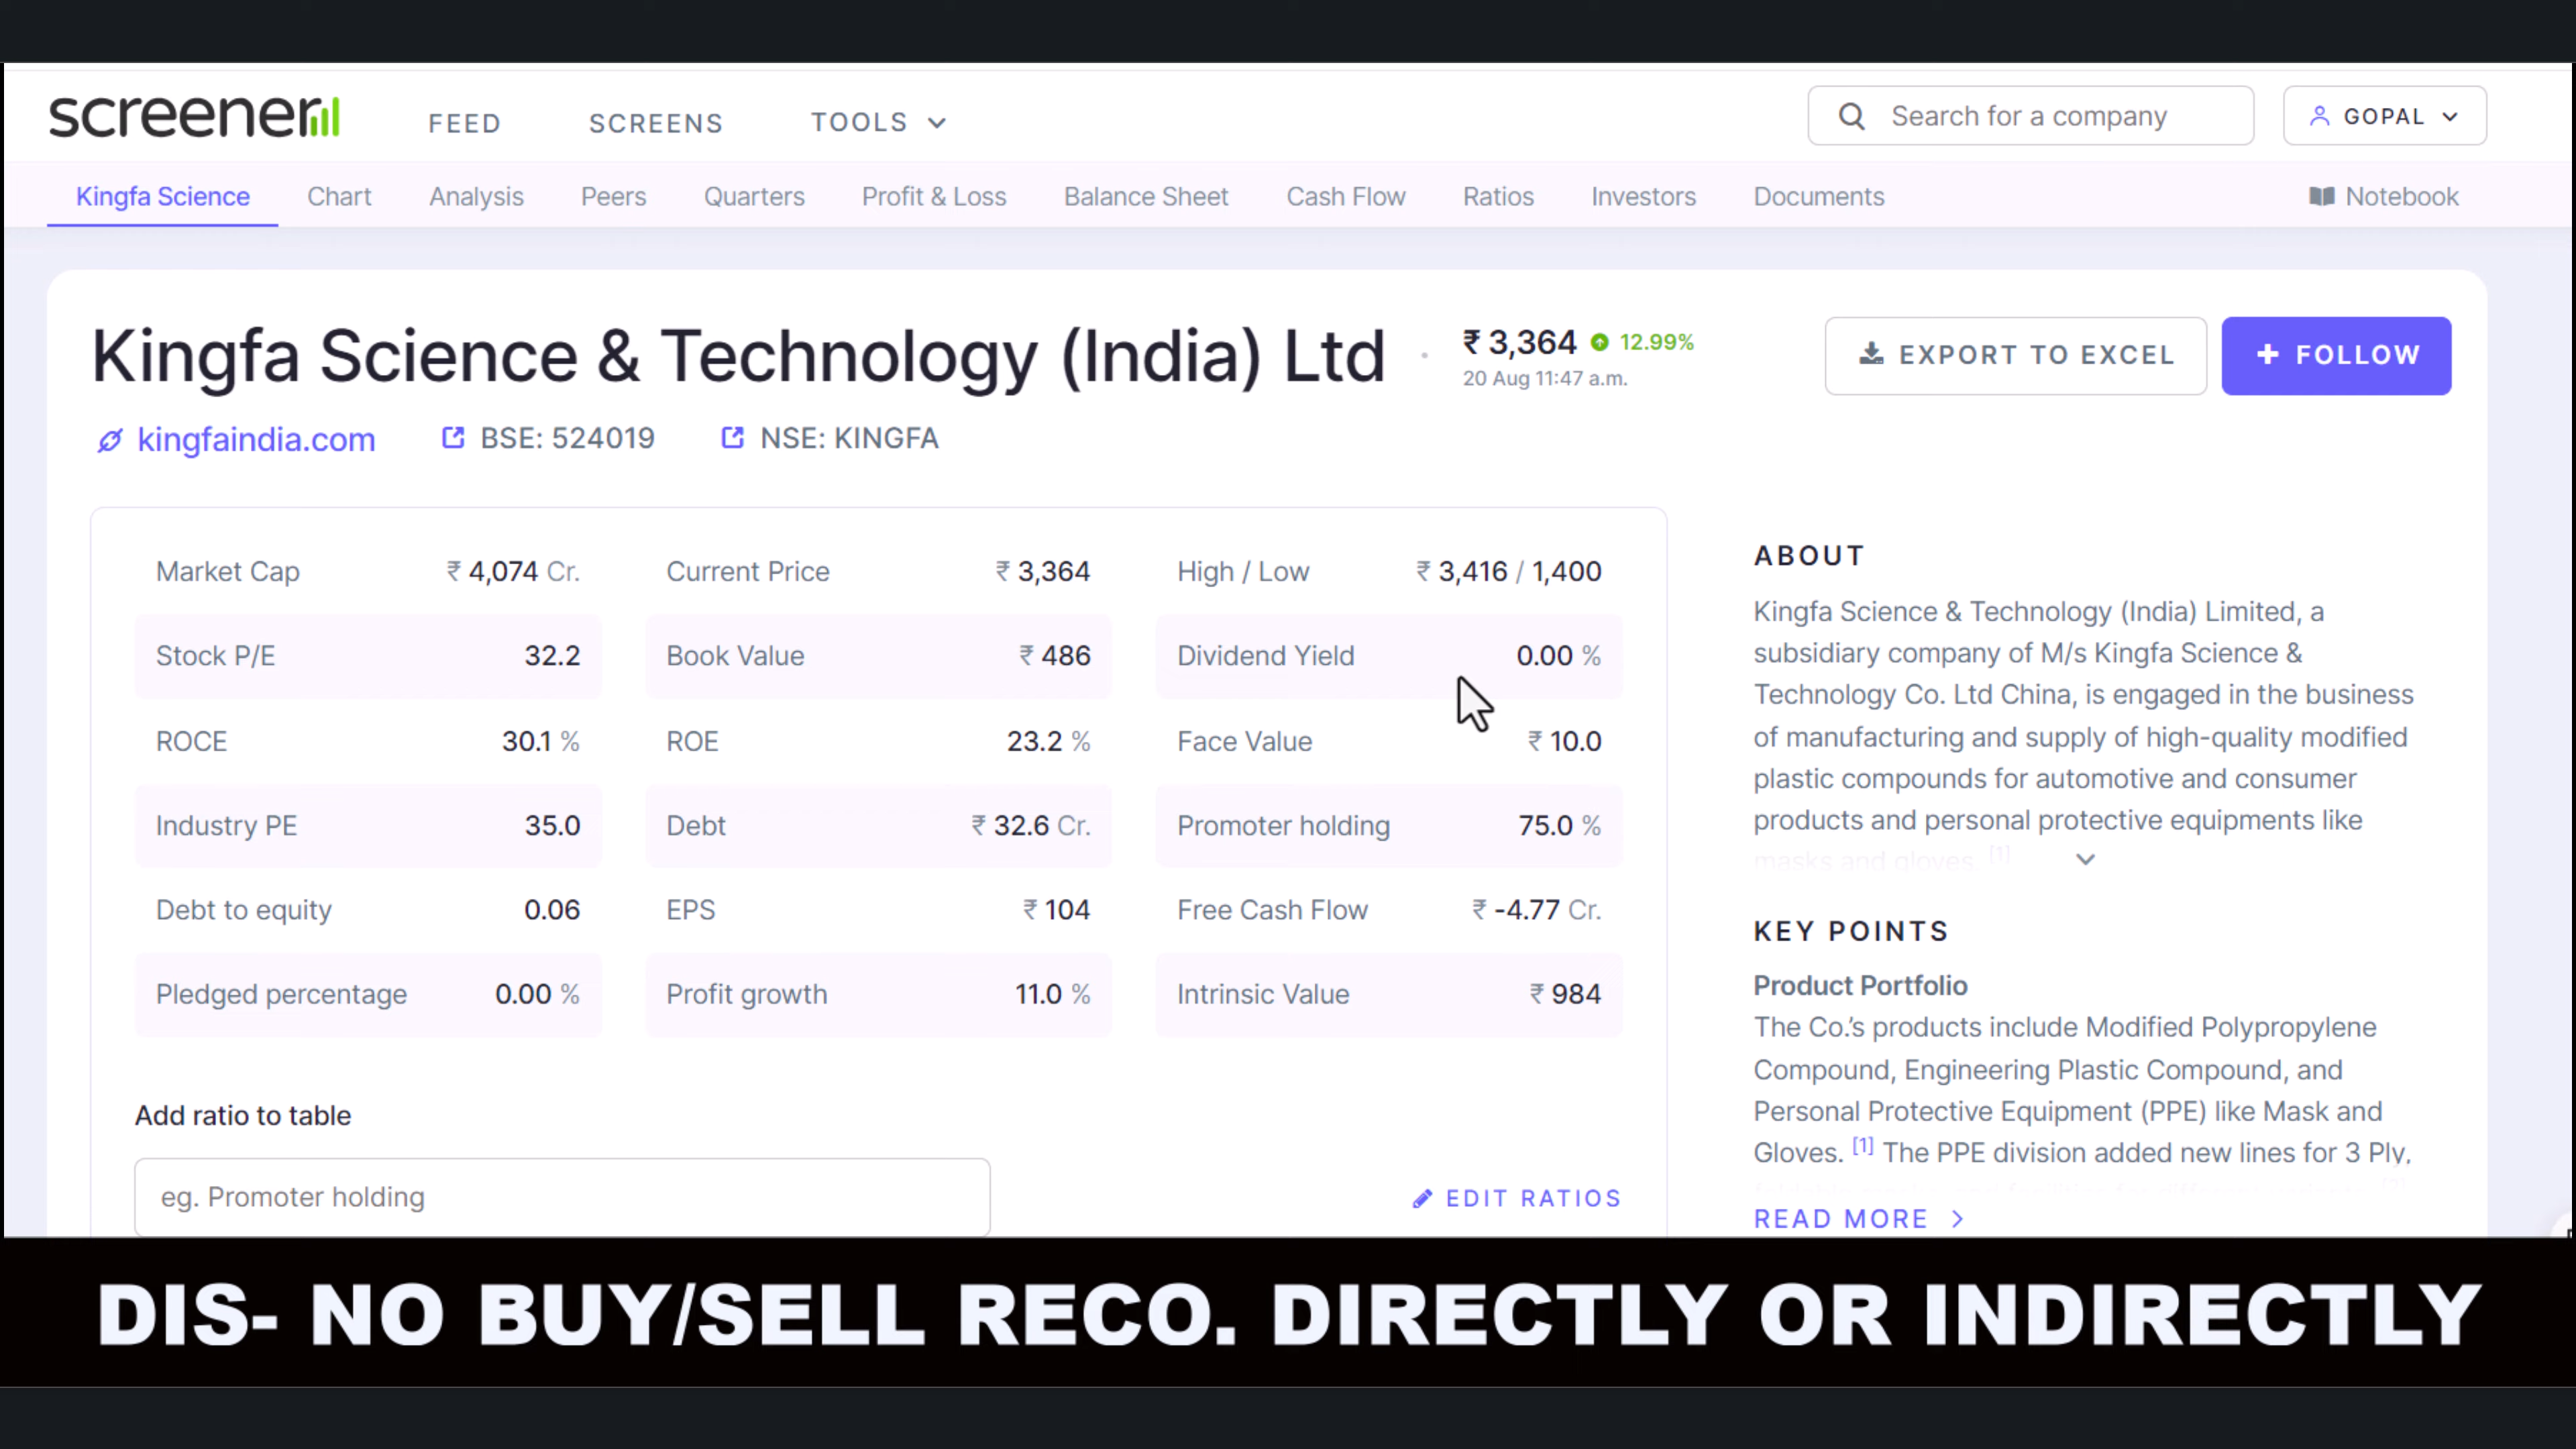 screener
FEED
SCREENS
TOOLS
Search for a company
GOPAL
Kingfa Science
Chart
Analysis
Peers
Quarters
Profit & Loss
Balance Sheet
Cash Flow
Ratios
Investors
Documents
Notebook
Kingfa Science & Technology (India) Ltd
₹ 3,364 12.99%
20 Aug 11:47 a.m.
EXPORT TO EXCEL
+ FOLLOW
kingfaindia.com
BSE: 524019
NSE: KINGFA
Market Cap ₹ 4,074 Cr.
Current Price ₹ 3,364
High / Low ₹ 3,416 / 1,400
Stock P/E 32.2
Book Value ₹ 486
Dividend Yield 0.00 %
ROCE 30.1 %
ROE 23.2 %
Face Value ₹ 10.0
Industry PE 35.0
Debt ₹ 32.6 Cr.
Promoter holding 75.0 %
Debt to equity 0.06
EPS ₹ 104
Free Cash Flow ₹ -4.77 Cr.
Pledged percentage 0.00 %
Profit growth 11.0 %
Intrinsic Value ₹ 984
Add ratio to table
eg. Promoter holding
EDIT RATIOS
ABOUT
Kingfa Science & Technology (India) Limited, a
subsidiary company of M/s Kingfa Science &
Technology Co. Ltd China, is engaged in the business
of manufacturing and supply of high-quality modified
plastic compounds for automotive and consumer
products and personal protective equipments like
masks and gloves. [1]
KEY POINTS
Product Portfolio
The Co.'s products include Modified Polypropylene
Compound, Engineering Plastic Compound, and
Personal Protective Equipment (PPE) like Mask and
Gloves. [1] The PPE division added new lines for 3 Ply,
READ MORE
DIS- NO BUY/SELL RECO. DIRECTLY OR INDIRECTLY